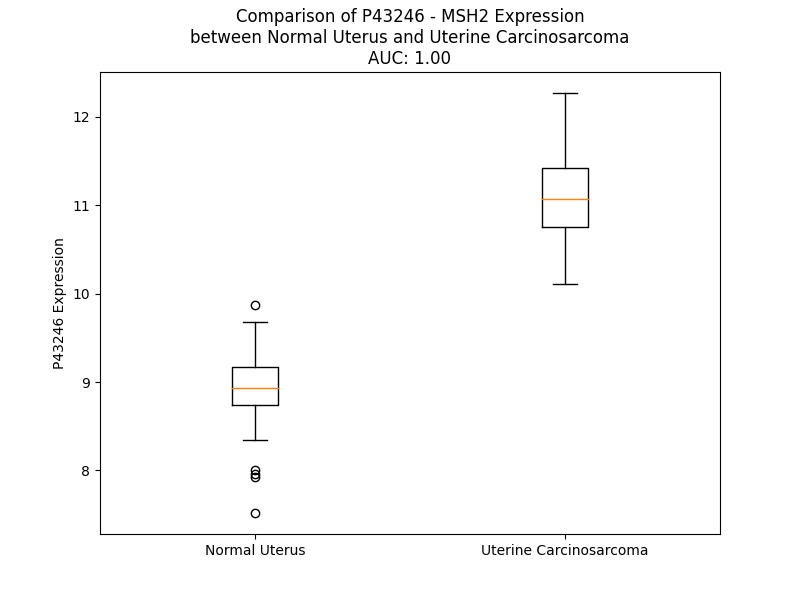 Comparison of P43246 - MSH2 Expression
between Normal Uterus and Uterine Carcinosarcoma
AUC: 1.00
P43246 Expression
12
11
10
9
8
Normal Uterus
Uterine Carcinosarcoma